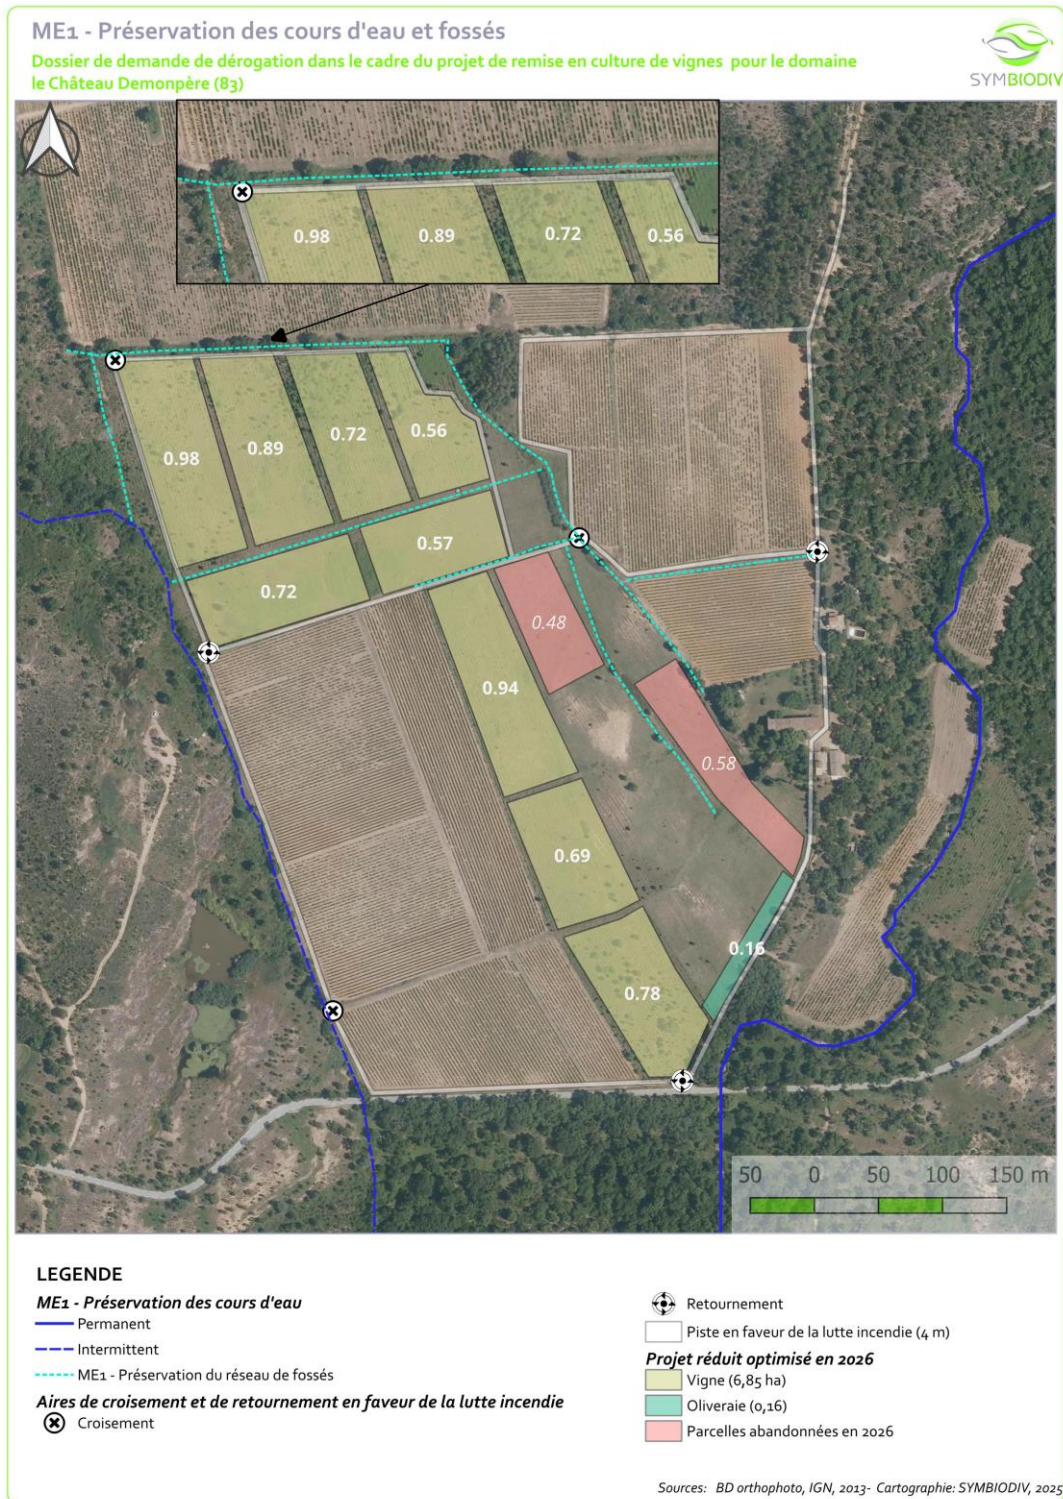 ME1 - Préservation des cours d'eau et fossés
Dossier de demande de dérogation dans le cadre du projet de remise en culture de vignes pour le domaine
le Château Demonpère (83)
SYMBIODIV
0.98
0.89
0.72
0.56
0.98
0.89
0.72
0.56
0.57
0.72
0.48
0.94
0.58
0.69
0.16
0.78
50 0 50 100 150 m
LEGENDE
ME1 - Préservation des cours d'eau
Permanent
Intermittent
ME1 - Préservation du réseau de fossés
Aires de croisement et de retournement en faveur de la lutte incendie
Croisement
Retournement
Piste en faveur de la lutte incendie (4 m)
Projet réduit optimisé en 2026
Vigne (6,85 ha)
Oliveraie (0,16)
Parcelles abandonnées en 2026
Sources: BD orthophoto, IGN, 2013- Cartographie: SYMBIODIV, 2025